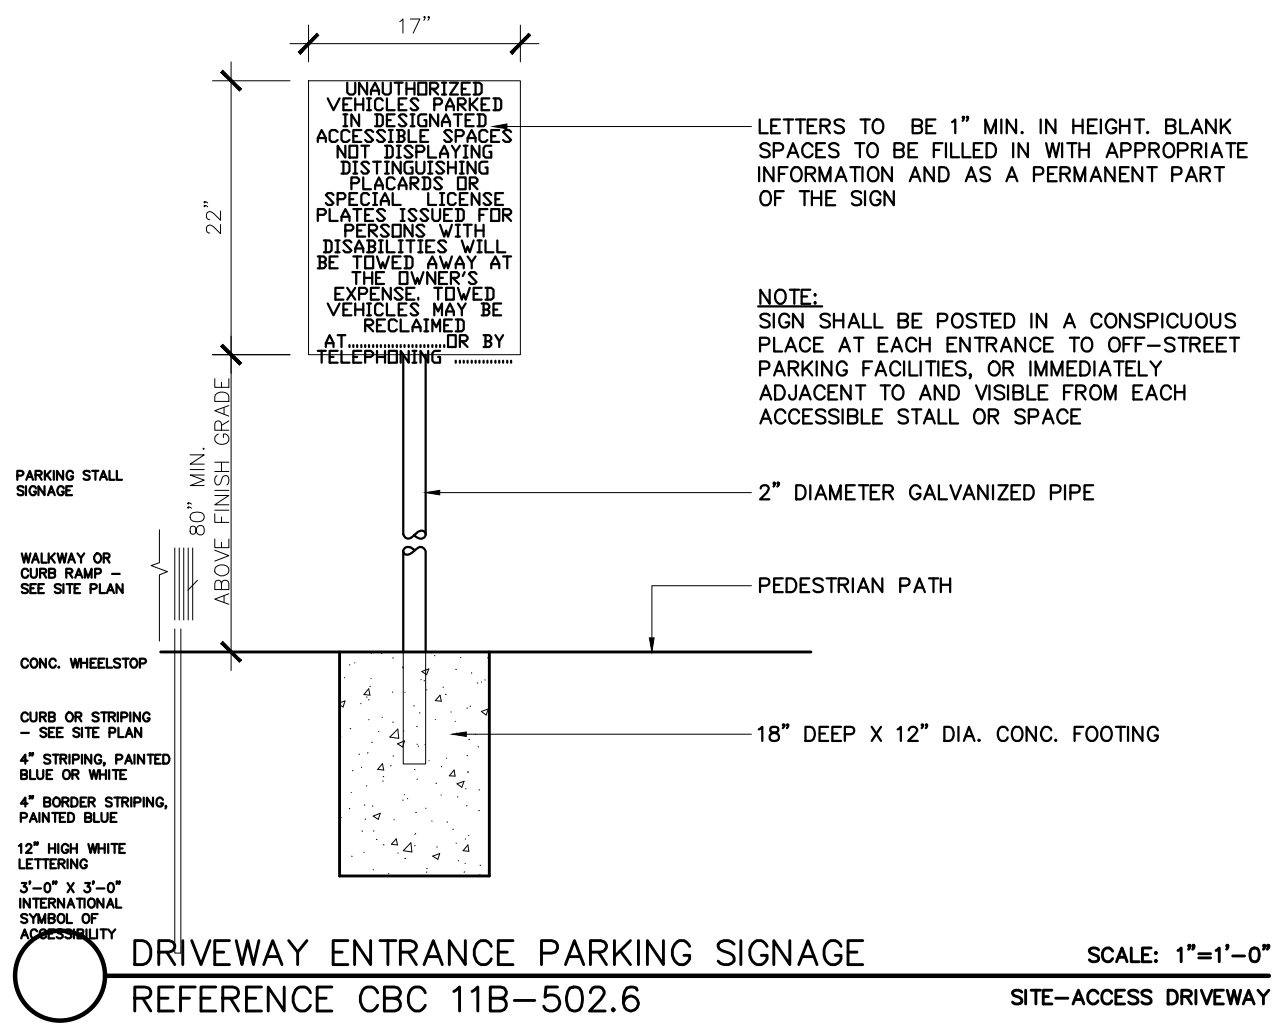 17"
22"
UNAUTHORIZED
VEHICLES PARKED
IN DESIGNATED
ACCESSIBLE SPACES
NOT DISPLAYING
DISTINGUISHING
PLACARDS OR
SPECIAL LICENSE
PLATES ISSUED FOR
PERSONS WITH
DISABILITIES WILL
BE TOWED AWAY AT
THE OWNER'S
EXPENSE. TOWED
VEHICLES MAY BE
RECLAIMED
AT........................OR BY
TELEPHONING ..............
LETTERS TO BE 1" MIN. IN HEIGHT. BLANK
SPACES TO BE FILLED IN WITH APPROPRIATE
INFORMATION AND AS A PERMANENT PART
OF THE SIGN
NOTE:
SIGN SHALL BE POSTED IN A CONSPICUOUS
PLACE AT EACH ENTRANCE TO OFF-STREET
PARKING FACILITIES, OR IMMEDIATELY
ADJACENT TO AND VISIBLE FROM EACH
ACCESSIBLE STALL OR SPACE
80" MIN.
ABOVE FINISH GRADE
2" DIAMETER GALVANIZED PIPE
PEDESTRIAN PATH
18" DEEP X 12" DIA. CONC. FOOTING
PARKING STALL
SIGNAGE
WALKWAY OR
CURB RAMP -
SEE SITE PLAN
CONC. WHEELSTOP
CURB OR STRIPING
- SEE SITE PLAN
4" STRIPING, PAINTED
BLUE OR WHITE
4" BORDER STRIPING,
PAINTED BLUE
12" HIGH WHITE
LETTERING
3'-0" X 3'-0"
INTERNATIONAL
SYMBOL OF
ACCESSIBILITY
DRIVEWAY ENTRANCE PARKING SIGNAGE
SCALE: 1"=1'-0"
REFERENCE CBC 11B-502.6
SITE-ACCESS DRIVEWAY